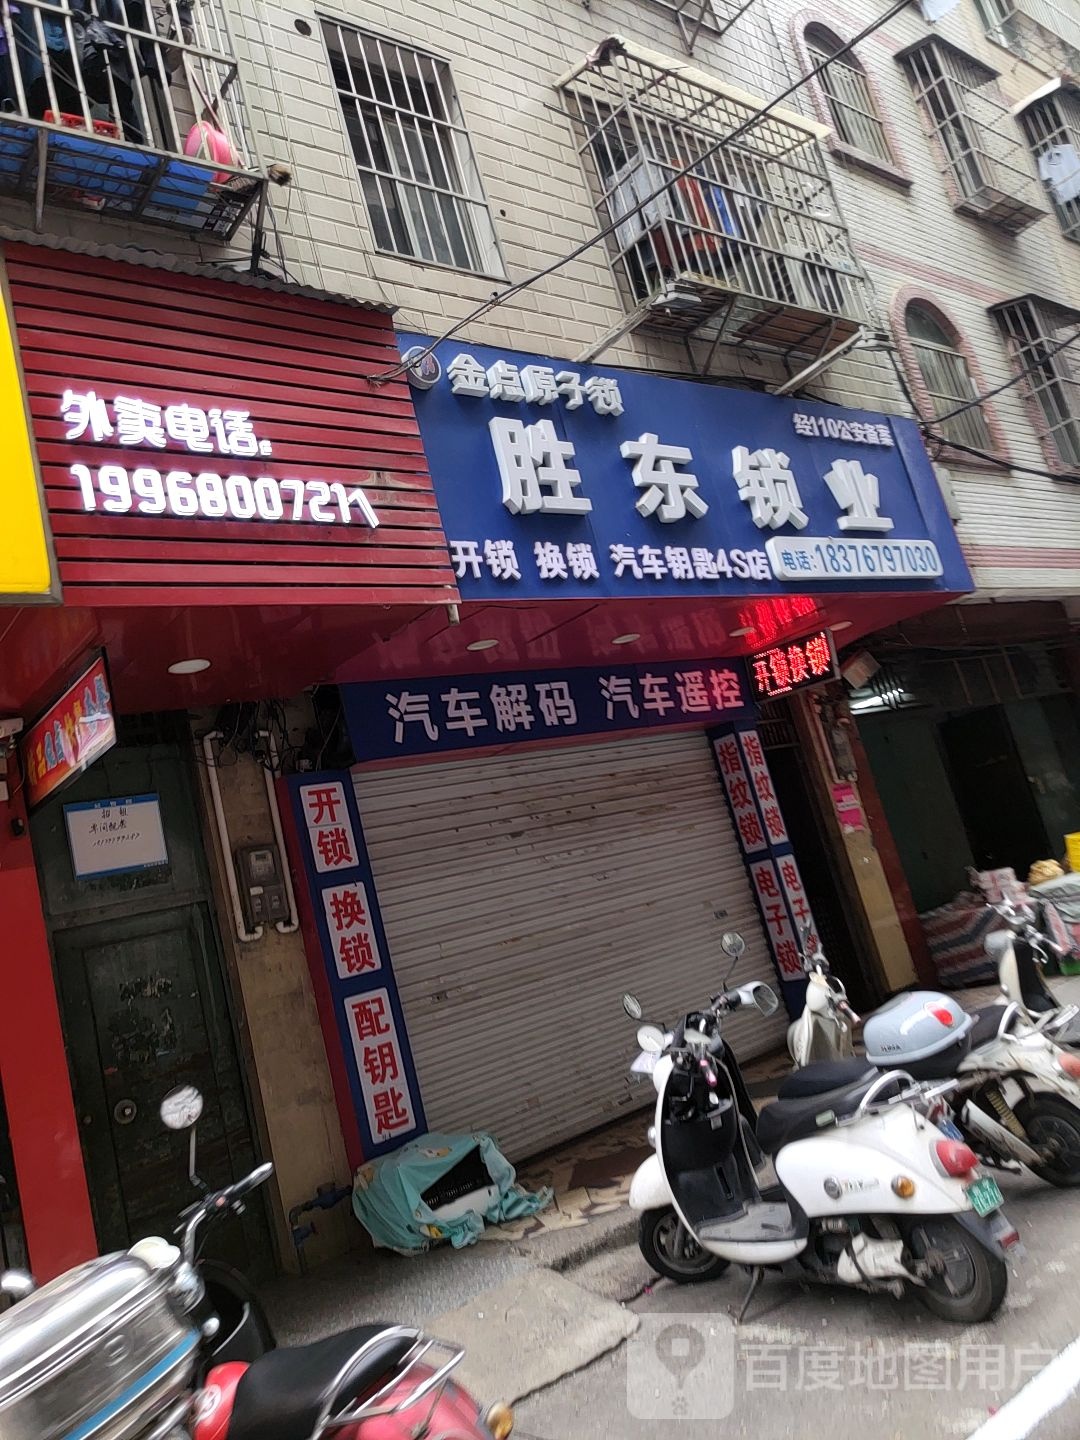 外卖电话:
19968007217
金点原子锁
经110公安备案
胜东锁业
开锁 换锁 汽车钥匙4S店
电话:18376797030
开锁换锁
汽车解码 汽车遥控
开锁
换锁
配钥匙
指纹锁
电子锁
指纹锁
电子
招租
百度地图用户